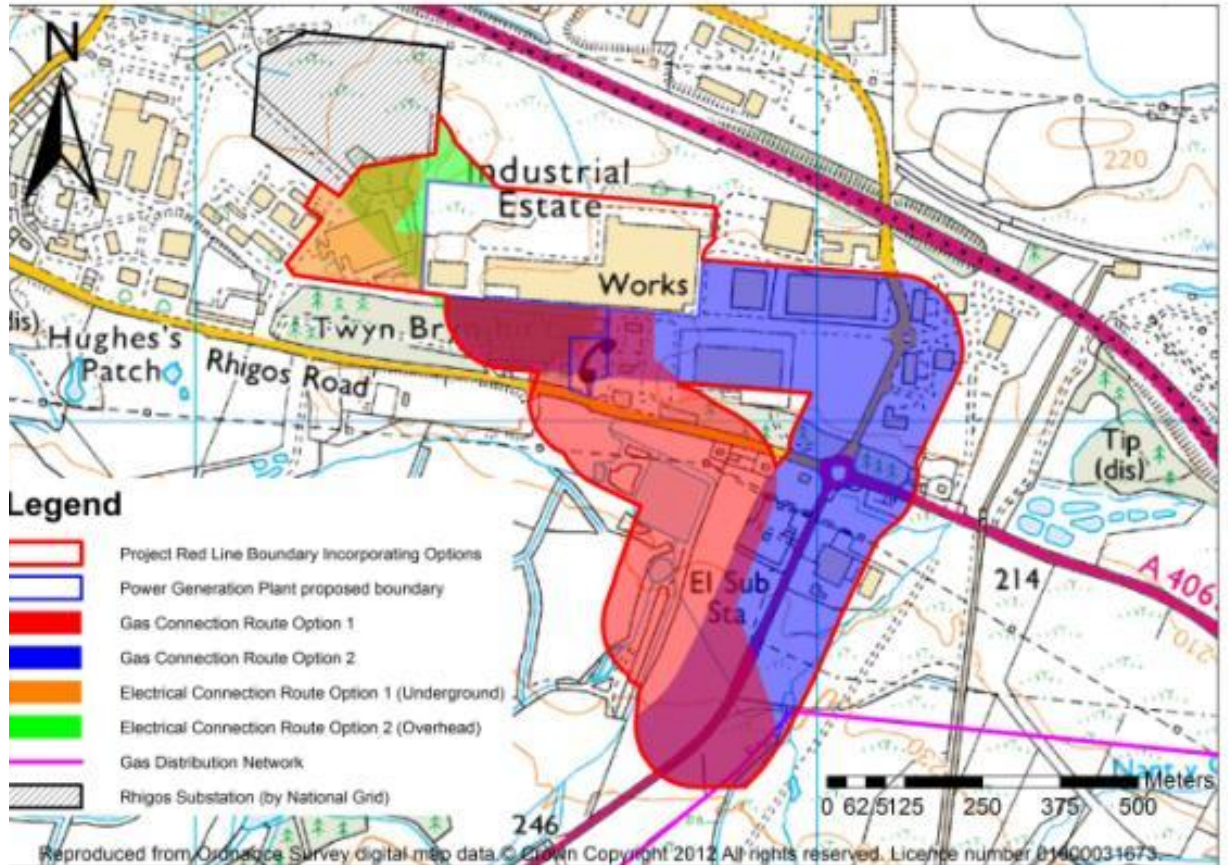 N
220
Industrial
Estate
Works
Hughes's
Patch
Rhigos Road
Tip
(dis)
El Sub
Sta
214
A 406
210
230
246
Legend
Project Red Line Boundary Incorporating Options
Power Generation Plant proposed boundary
Gas Connection Route Option 1
Gas Connection Route Option 2
Electrical Connection Route Option 1 (Underground)
Electrical Connection Route Option 2 (Overhead)
Gas Distribution Network
Rhigos Substation (by National Grid)
Meters
0 62.5125 250 375 500
Reproduced from Ordnance Survey digital map data © Crown Copyright 2012 All rights reserved. Licence number 0100031673